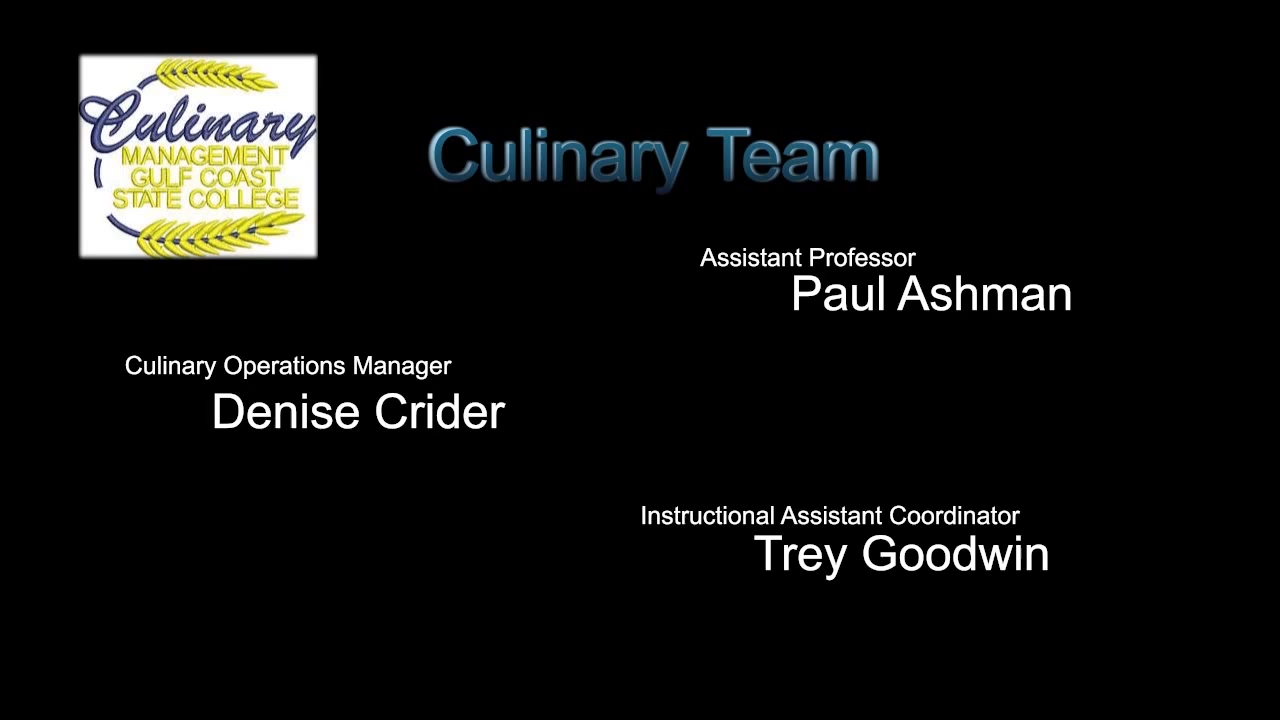 Culinary
MANAGEMENT
GULF COAST
STATE COLLEGE
Culinary Team
Assistant Professor
Paul Ashman
Culinary Operations Manager
Denise Crider
Instructional Assistant Coordinator
Trey Goodwin